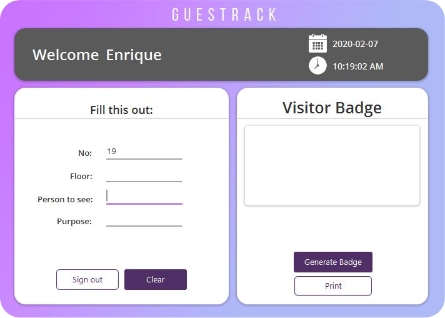 GUESTRACK
Welcome Enrique
2020-02-07
10:19:02 AM
Fill this out:
No: 19
Floor:
Person to see:
Purpose:
Sign out
Clear
Visitor Badge
Generate Badge
Print